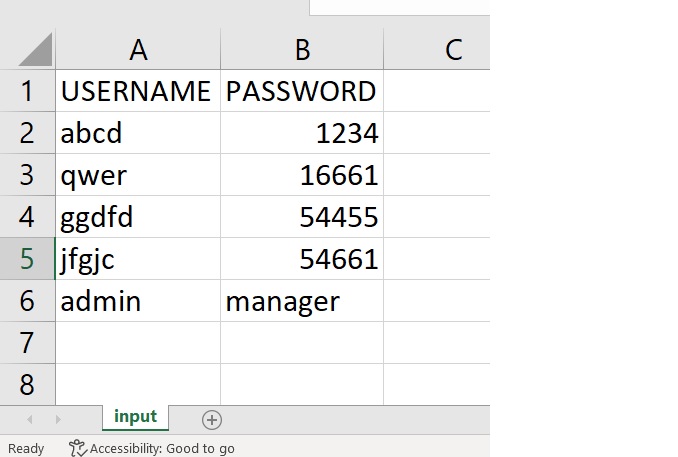 A B C
1 USERNAME PASSWORD
2 abcd 1234
3 qwer 16661
4 ggdfd 54455
5 jfgjc 54661
6 admin manager
7
8
input
Ready Accessibility: Good to go